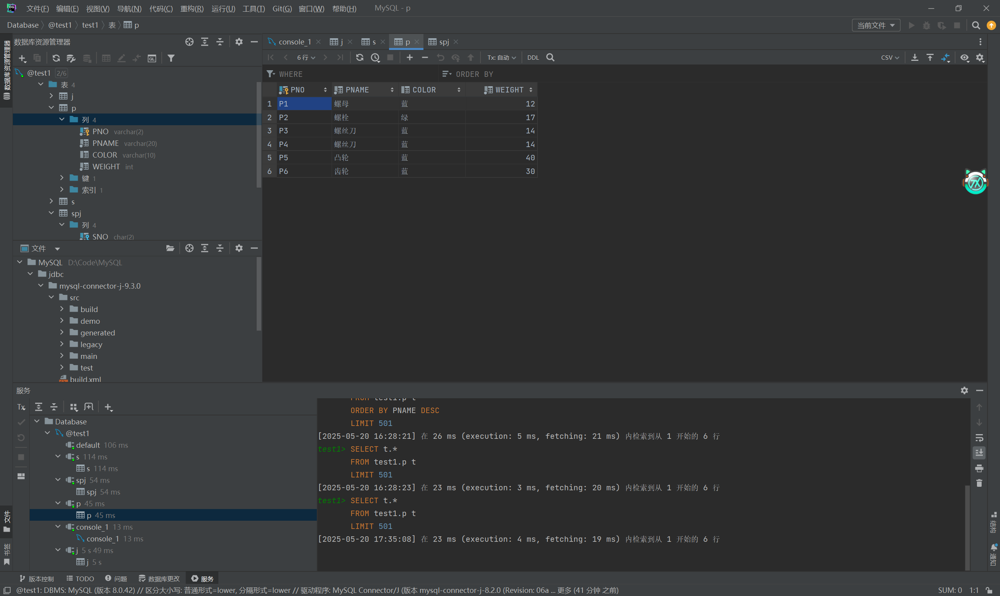 文件(F) 编辑(E) 视图(V) 导航(N) 代码(C) 重构(R) 运行(U) 工具(T) Git(G) 窗口(W) 帮助(H) MySQL - p
Database @test1 test1 表 p
当前文件
数据库资源管理器
数据库资源管理器
@test1 2/6
表 4
j
p
列 4
PNO varchar(2)
PNAME varchar(20)
COLOR varchar(10)
WEIGHT int
键 1
索引 1
s
spj
列 4
SNO char(2)
console_1 j s p spj
6 行 Tx: 自动 DDL CSV
WHERE ORDER BY
PNO PNAME COLOR WEIGHT
1 P1 螺母 蓝 12
2 P2 螺栓 绿 17
3 P3 螺丝刀 蓝 14
4 P4 螺丝刀 蓝 14
5 P5 凸轮 蓝 40
6 P6 齿轮 蓝 30
文件
MySQL D:\Code\MySQL
jdbc
mysql-connector-j-9.3.0
src
build
demo
generated
legacy
main
test
build.xml
服务
Tx
Database
@test1
default 106 ms
s 114 ms
s 114 ms
spj 54 ms
spj 54 ms
p 45 ms
p 45 ms
console_1 13 ms
console_1 13 ms
j 5 s 49 ms
j 5 s
FROM test1.p t
ORDER BY PNAME DESC
LIMIT 501
[2025-05-20 16:28:21] 在 26 ms (execution: 5 ms, fetching: 21 ms) 内检索到从 1 开始的 6 行
test1> SELECT t.*
FROM test1.p t
LIMIT 501
[2025-05-20 16:28:23] 在 23 ms (execution: 3 ms, fetching: 20 ms) 内检索到从 1 开始的 6 行
test1> SELECT t.*
FROM test1.p t
LIMIT 501
[2025-05-20 17:35:08] 在 23 ms (execution: 4 ms, fetching: 19 ms) 内检索到从 1 开始的 6 行
文件
书签
结构
通知
版本控制 TODO 问题 数据库更改 服务
@test1: DBMS: MySQL (版本 8.0.42) // 区分大小写: 普通形式=lower, 分隔形式=lower // 驱动程序: MySQL Connector/J (版本 mysql-connector-j-8.2.0 (Revision: 06a ... 更多 (41 分钟 之前)
SUM: 0 1:1